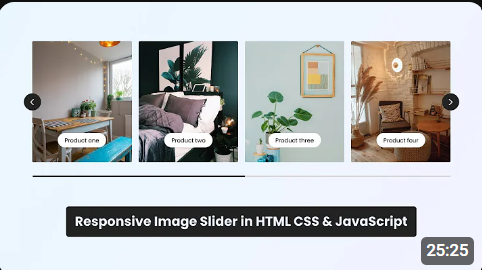 Product one
Product two
Product three
Product four
Responsive Image Slider in HTML CSS & JavaScript
25:25